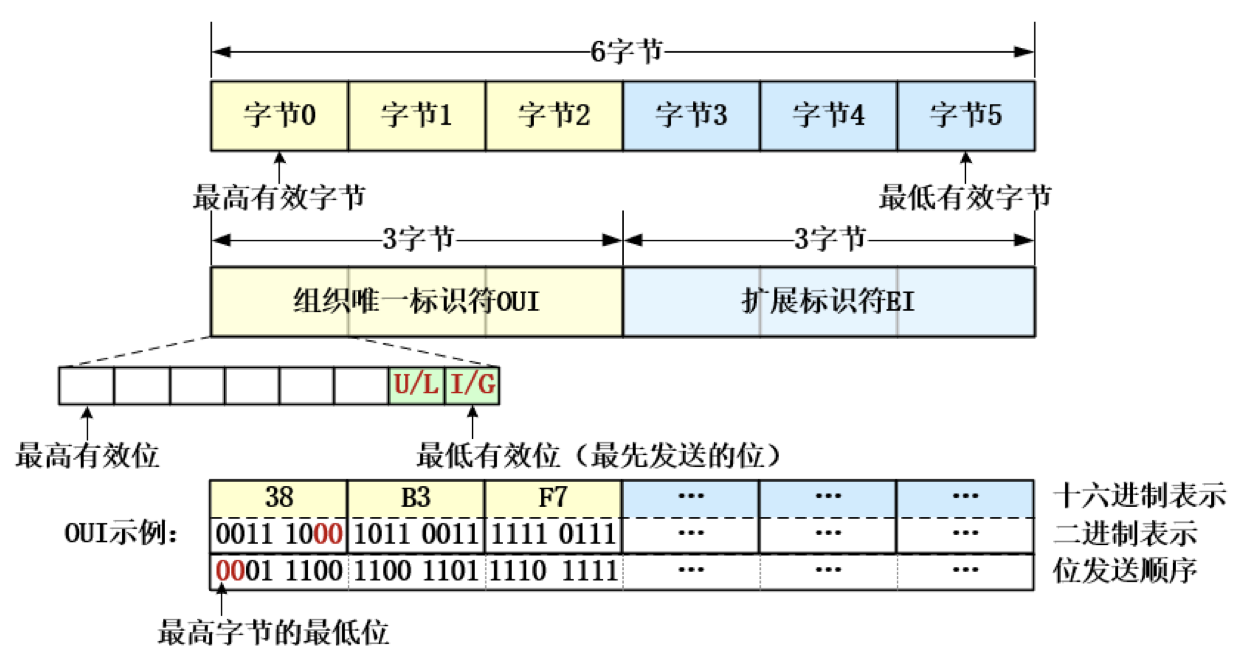 6字节
字节0 字节1 字节2 字节3 字节4 字节5
最高有效字节 最低有效字节
3字节 3字节
组织唯一标识符OUI 扩展标识符EI
U/L I/G
最高有效位 最低有效位（最先发送的位）
38 B3 F7 … … … 十六进制表示
OUI示例： 0011 1000 1011 0011 1111 0111 … … … 二进制表示
0001 1100 1100 1101 1110 1111 … … … 位发送顺序
最高字节的最低位